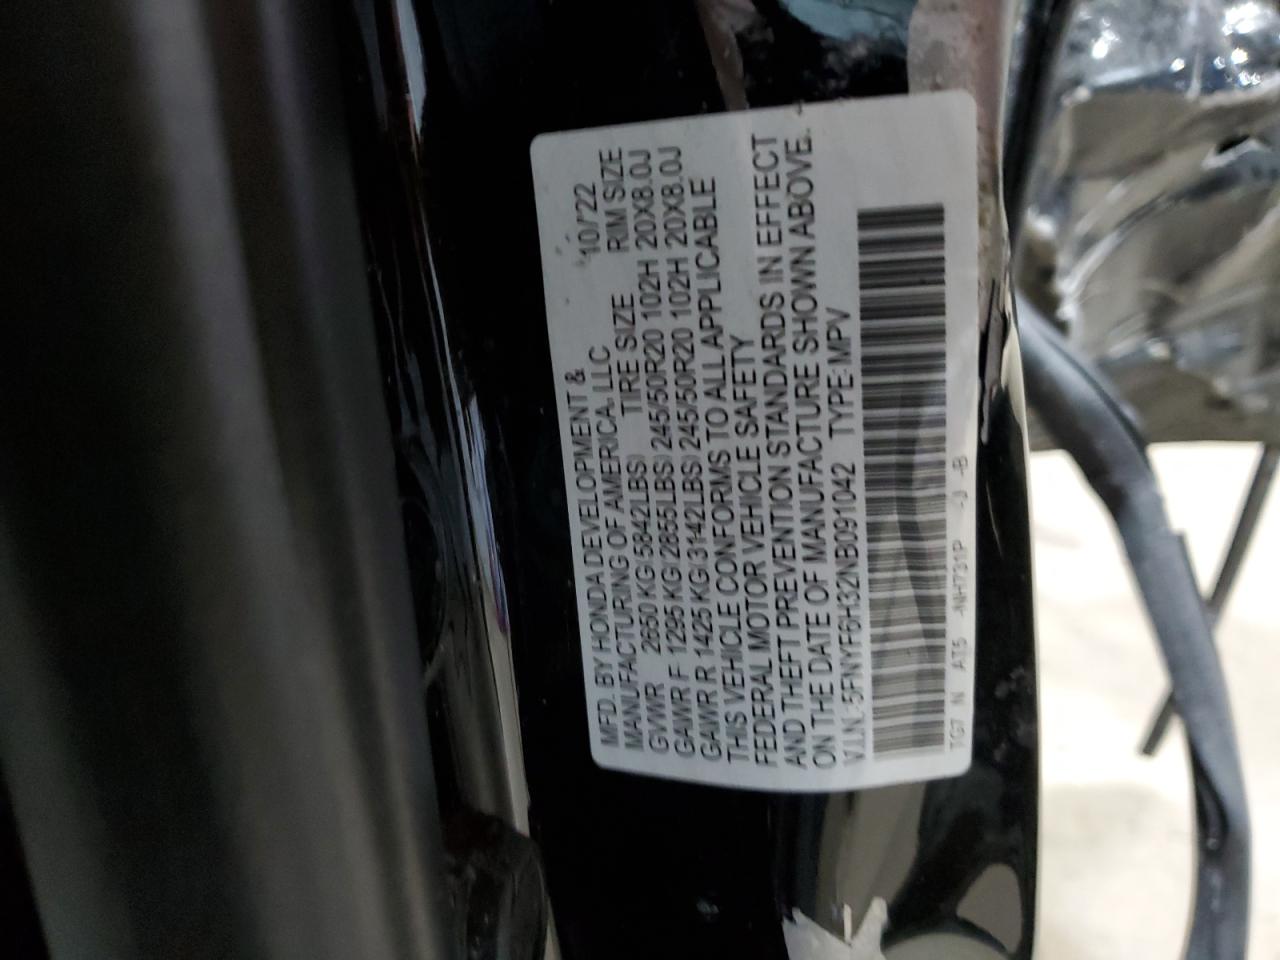 MFD. BY HONDA DEVELOPMENT & 10/'22
MANUFACTURING OF AMERICA, LLC
TIRE SIZE RIM SIZE
GVWR 2650 KG(5842LBS) 245/50R20 102H 20X8.0J
GAWR F 1295 KG(2855LBS) 245/50R20 102H 20X8.0J
GAWR R 1425 KG(3142LBS)
THIS VEHICLE CONFORMS TO ALL APPLICABLE
FEDERAL MOTOR VEHICLE SAFETY
AND THEFT PREVENTION STANDARDS IN EFFECT
ON THE DATE OF MANUFACTURE SHOWN ABOVE.
V.I.N.:5FNYF6H32NB091042 TYPE:MPV
TG7 N AT5 -NH731P -J -B